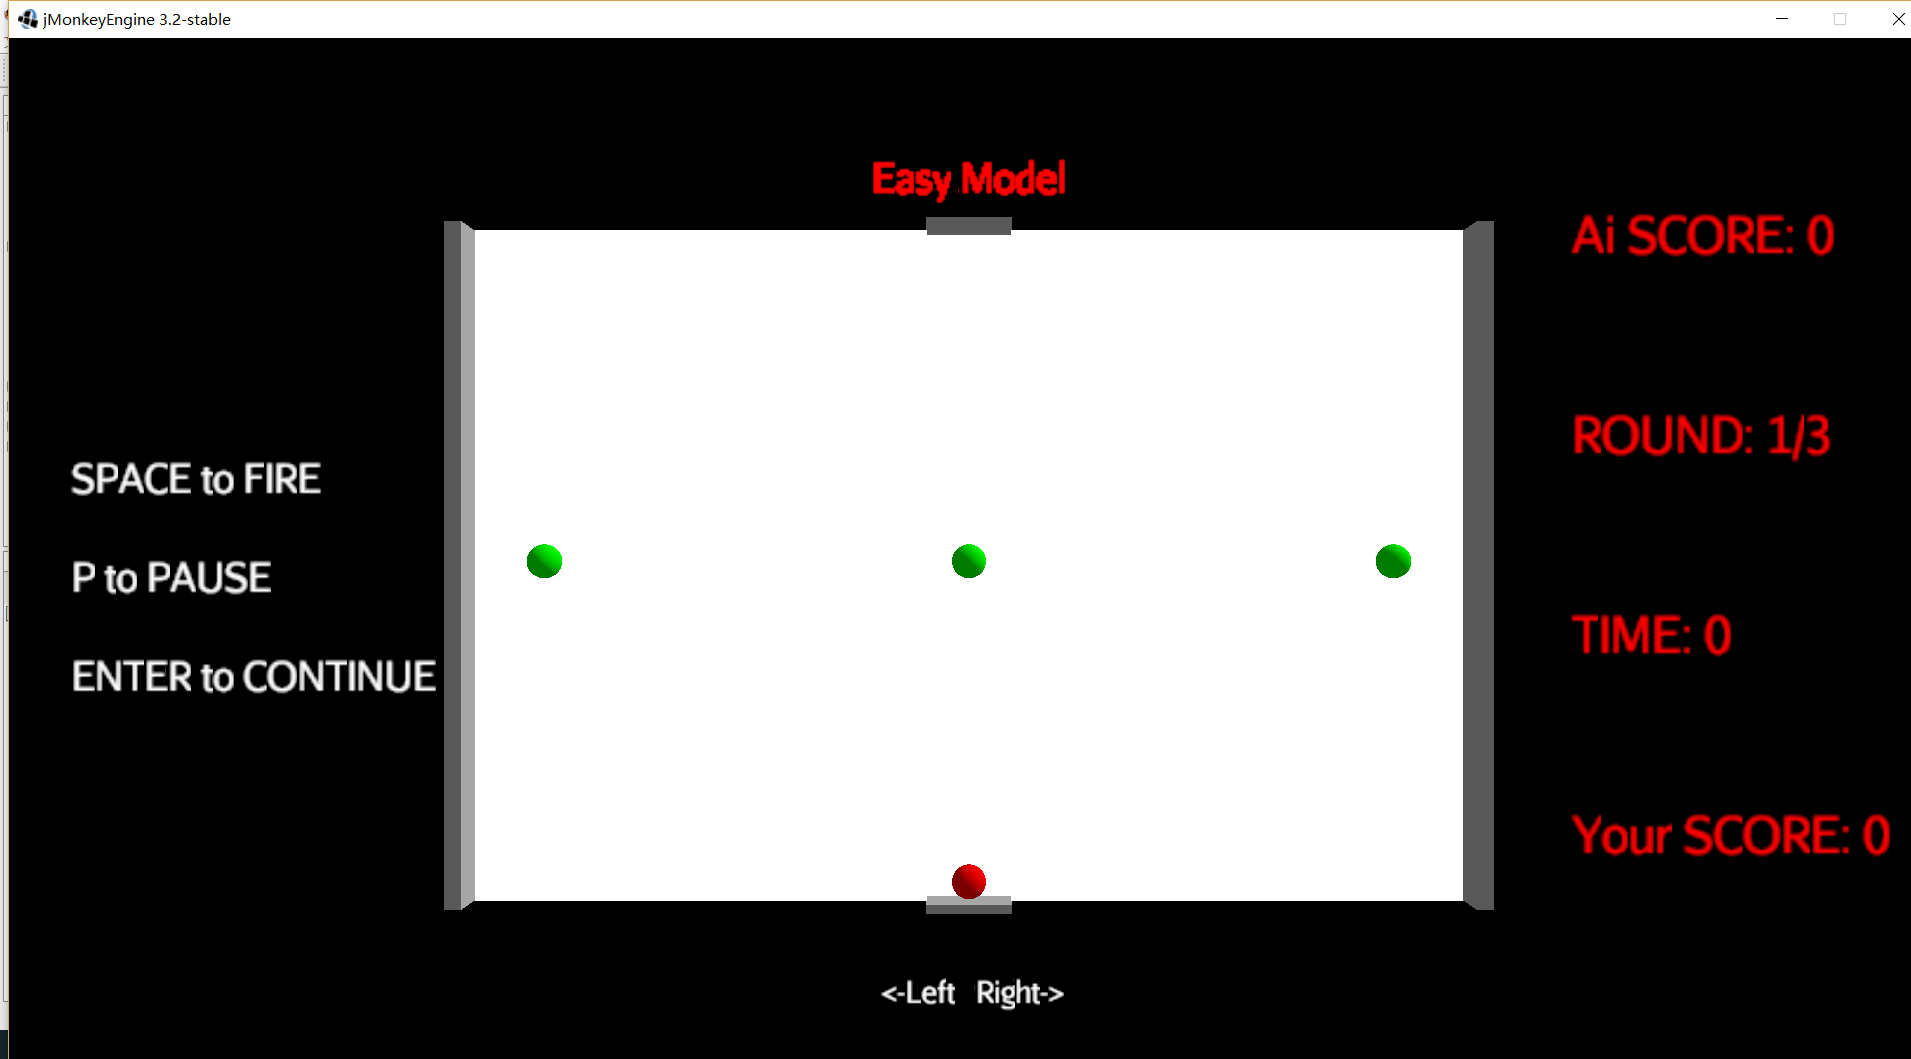 jMonkeyEngine 3.2-stable
Easy Model
Ai SCORE: 0
ROUND: 1/3
SPACE to FIRE
P to PAUSE
TIME: 0
ENTER to CONTINUE
Your SCORE: 0
<-Left Right->